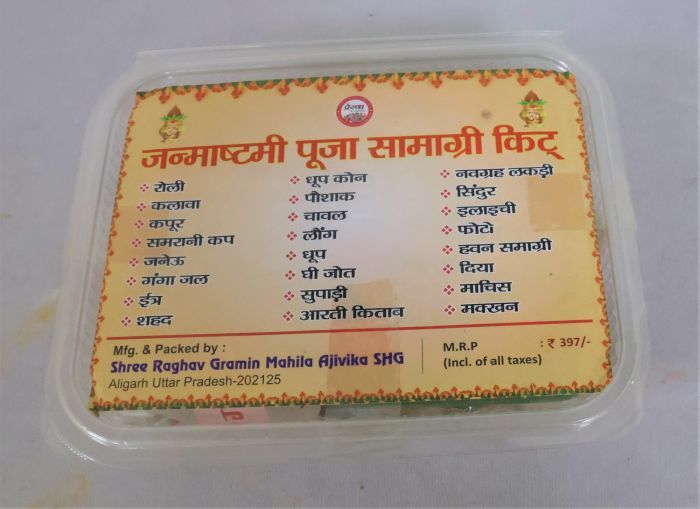 प्रेरणा
जन्माष्टमी पूजा सामाग्री किट्
रोली
कलावा
कपूर
समरानी कप
जनेऊ
गंगा जल
ईत्र
शहद
धूप कोन
पौशाक
चावल
लौंग
धूप
घी जोत
सुपाड़ी
आरती किताब
नवग्रह लकड़ी
सिंदुर
इलाइची
फोटो
हवन समाग्री
दिया
माचिस
मक्खन
Mfg. & Packed by :
Shree Raghav Gramin Mahila Ajivika SHG
Aligarh Uttar Pradesh-202125
M.R.P : ₹ 397/-
(Incl. of all taxes)